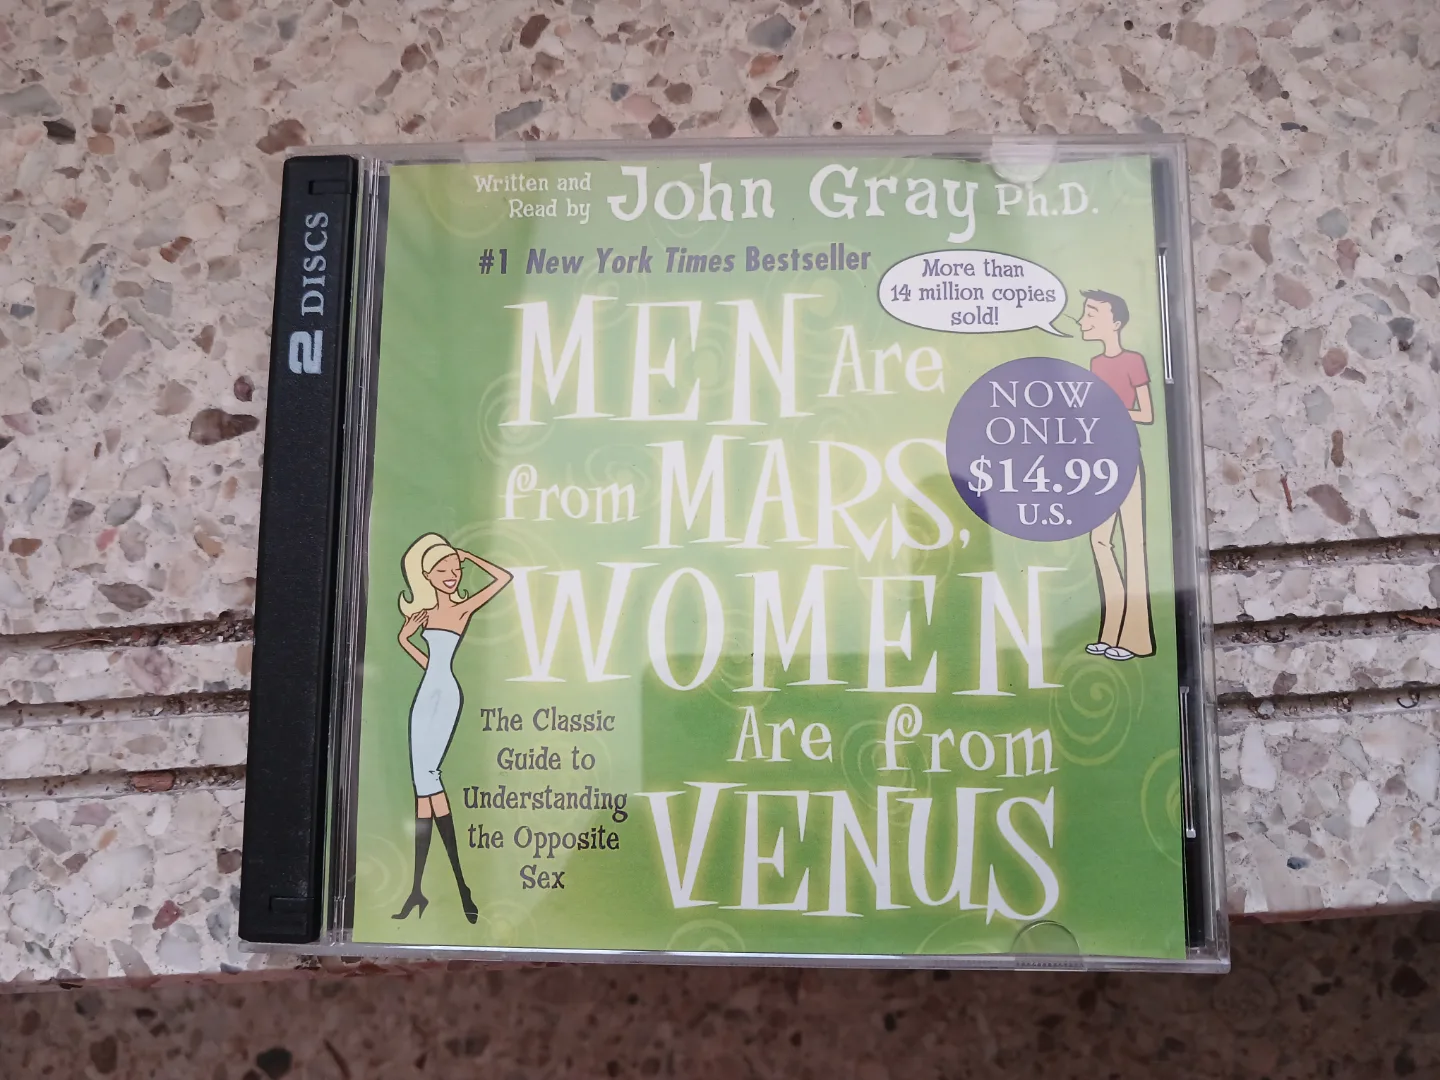 2 DISCS
Written and
Read by
John Gray Ph.D.
#1 New York Times Bestseller
More than
14 million copies
sold!
MEN Are
from MARS,
WOMEN
Are from
VENUS
NOW
ONLY
$14.99
U.S.
The Classic
Guide to
Understanding
the Opposite
Sex